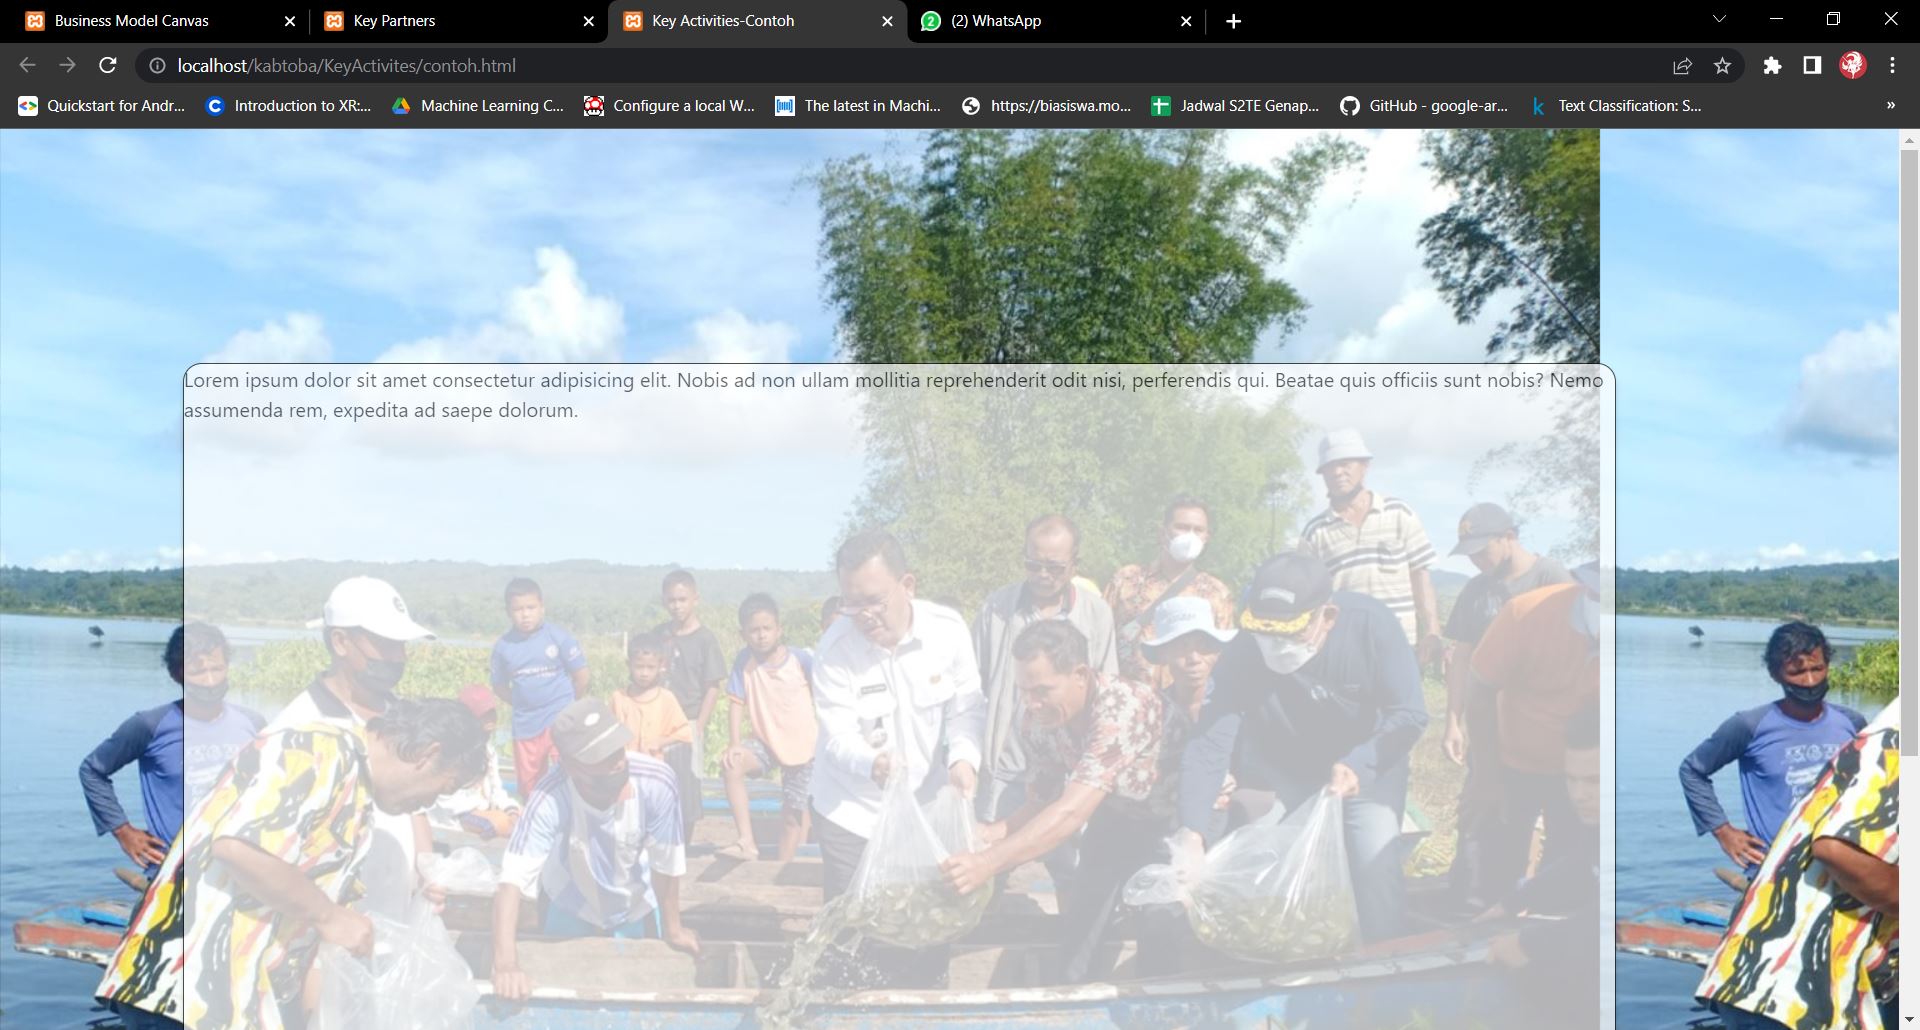 Business Model Canvas
Key Partners
Key Activities-Contoh
2
(2) WhatsApp
localhost/kabtoba/KeyActivites/contoh.html
Quickstart for Andr...
Introduction to XR:...
Machine Learning C...
Configure a local W...
The latest in Machi...
https://biasiswa.mo...
Jadwal S2TE Genap...
GitHub - google-ar...
k
Text Classification: S...
»
Lorem ipsum dolor sit amet consectetur adipisicing elit. Nobis ad non ullam mollitia reprehenderit odit nisi, perferendis qui. Beatae quis officiis sunt nobis? Nemo
assumenda rem, expedita ad saepe dolorum.